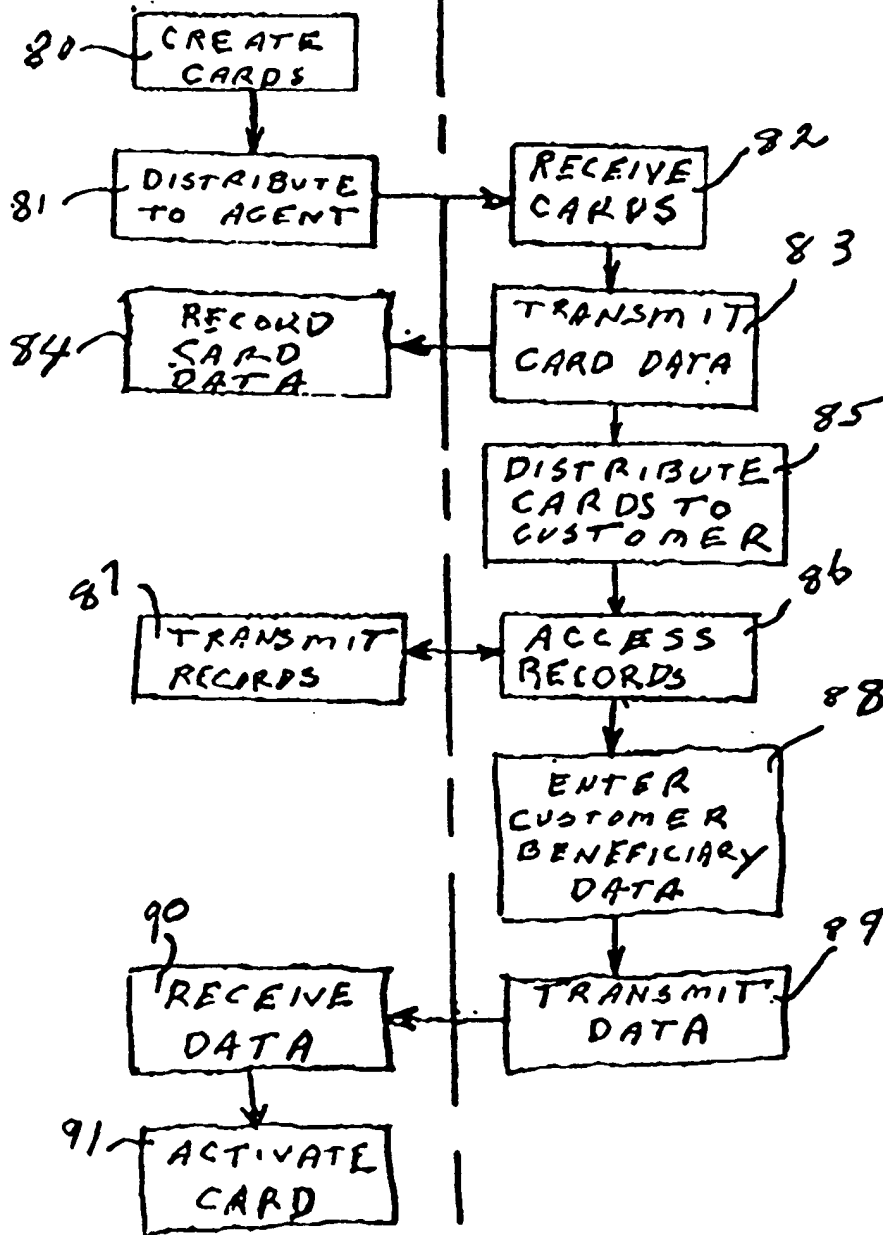 80
CREATE
CARDS
81
DISTRIBUTE
TO AGENT
RECEIVE
CARDS
82
83
TRANSMIT
CARD DATA
84
RECORD
CARD
DATA
85
DISTRIBUTE
CARDS TO
CUSTOMER
86
87
TRANSMIT
RECORDS
ACCESS
RECORDS
88
ENTER
CUSTOMER
BENEFICIARY
DATA
89
90
RECEIVE
DATA
TRANSMIT
DATA
91
ACTIVATE
CARD